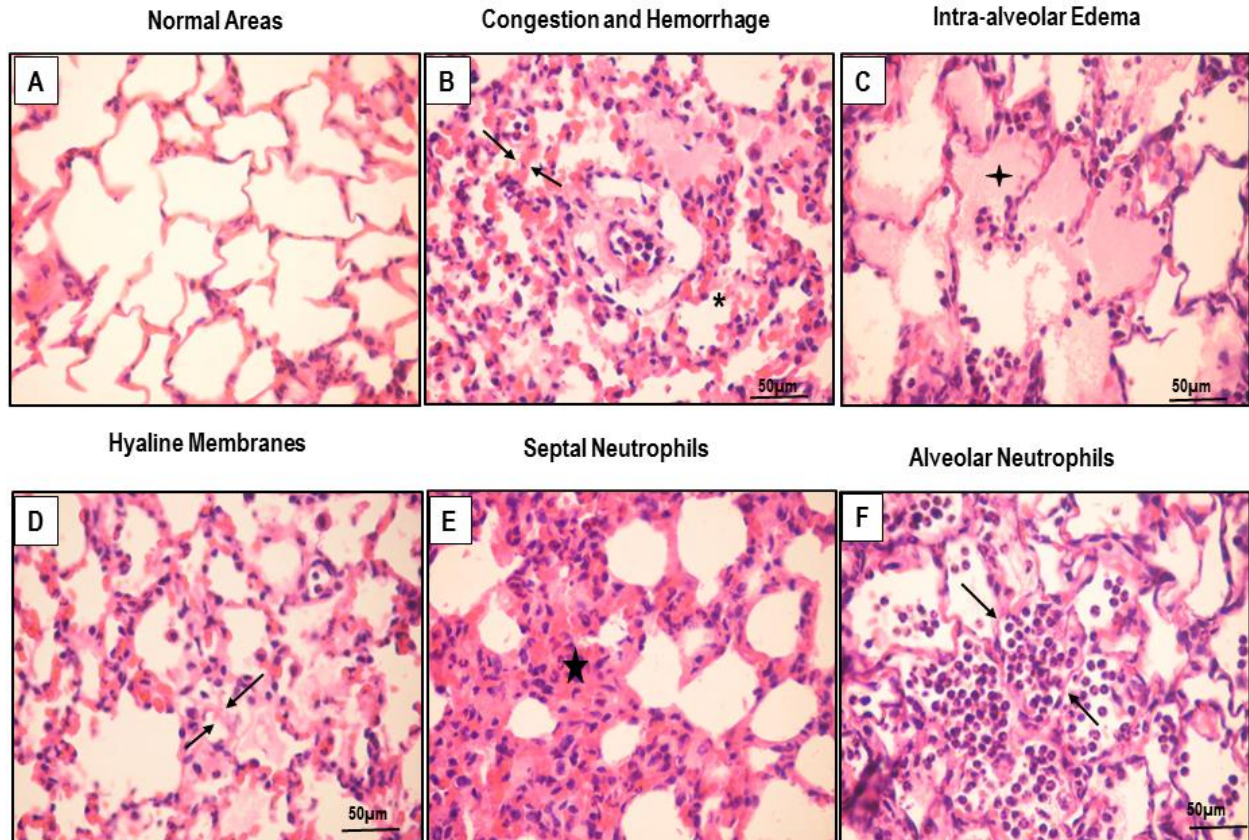 Normal Areas
Congestion and Hemorrhage
Intra-alveolar Edema
A
B
*
50µm
C
50µm
Hyaline Membranes
Septal Neutrophils
Alveolar Neutrophils
D
50µm
E
F
50µm